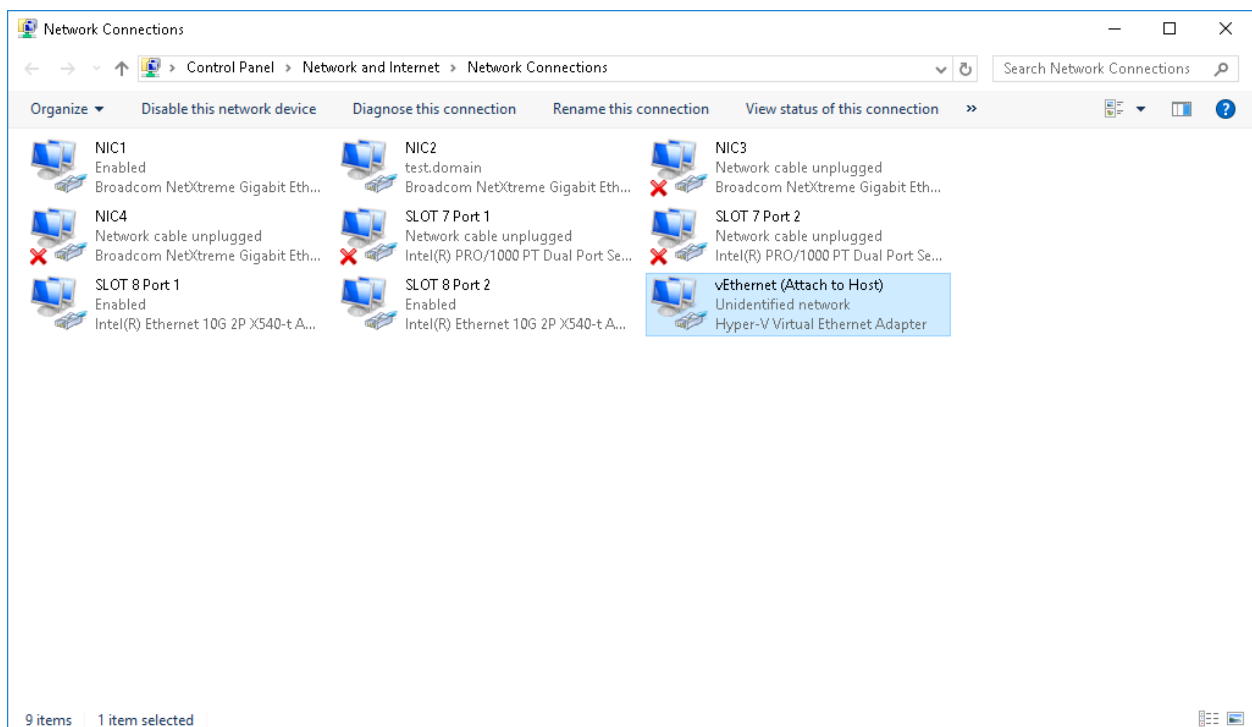 Network Connections
Control Panel > Network and Internet > Network Connections
Search Network Connections
Organize
Disable this network device
Diagnose this connection
Rename this connection
View status of this connection
»
NIC1
Enabled
Broadcom NetXtreme Gigabit Eth...
NIC2
test.domain
Broadcom NetXtreme Gigabit Eth...
NIC3
Network cable unplugged
Broadcom NetXtreme Gigabit Eth...
NIC4
Network cable unplugged
Broadcom NetXtreme Gigabit Eth...
SLOT 7 Port 1
Network cable unplugged
Intel(R) PRO/1000 PT Dual Port Se...
SLOT 7 Port 2
Network cable unplugged
Intel(R) PRO/1000 PT Dual Port Se...
SLOT 8 Port 1
Enabled
Intel(R) Ethernet 10G 2P X540-t A...
SLOT 8 Port 2
Enabled
Intel(R) Ethernet 10G 2P X540-t A...
vEthernet (Attach to Host)
Unidentified network
Hyper-V Virtual Ethernet Adapter
9 items
1 item selected